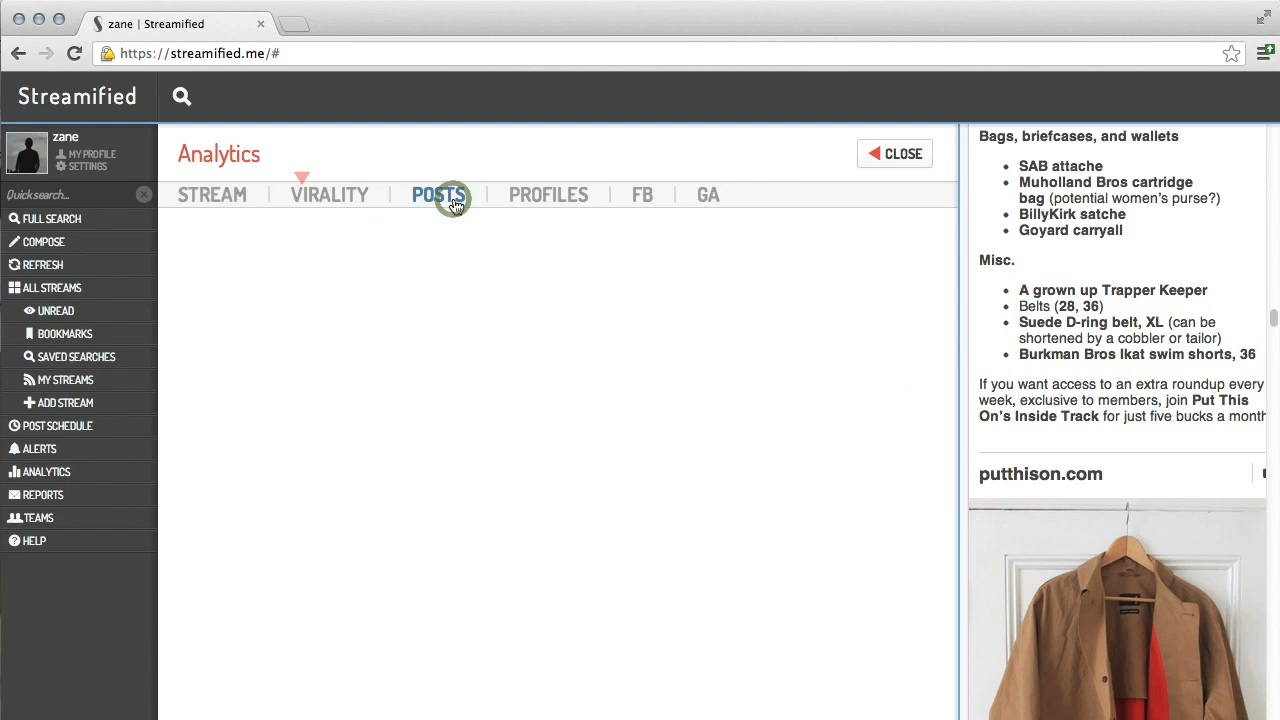 zane | Streamified
https://streamified.me/#
Streamified
zane
MY PROFILE
SETTINGS
Quick search...
FULL SEARCH
COMPOSE
REFRESH
ALL STREAMS
UNREAD
BOOKMARKS
SAVED SEARCHES
MY STREAMS
ADD STREAM
POST SCHEDULE
ALERTS
ANALYTICS
REPORTS
TEAMS
HELP
Analytics
CLOSE
STREAM | VIRALITY | POSTS | PROFILES | FB | GA
Bags, briefcases, and wallets
SAB attache
Muholland Bros cartridge
bag (potential women's purse?)
BillyKirk satche
Goyard carryall
Misc.
A grown up Trapper Keeper
Belts (28, 36)
Suede D-ring belt, XL (can be
shortened by a cobbler or tailor)
Burkman Bros Ikat swim shorts, 36
If you want access to an extra roundup every
week, exclusive to members, join Put This
On's Inside Track for just five bucks a month
putthison.com